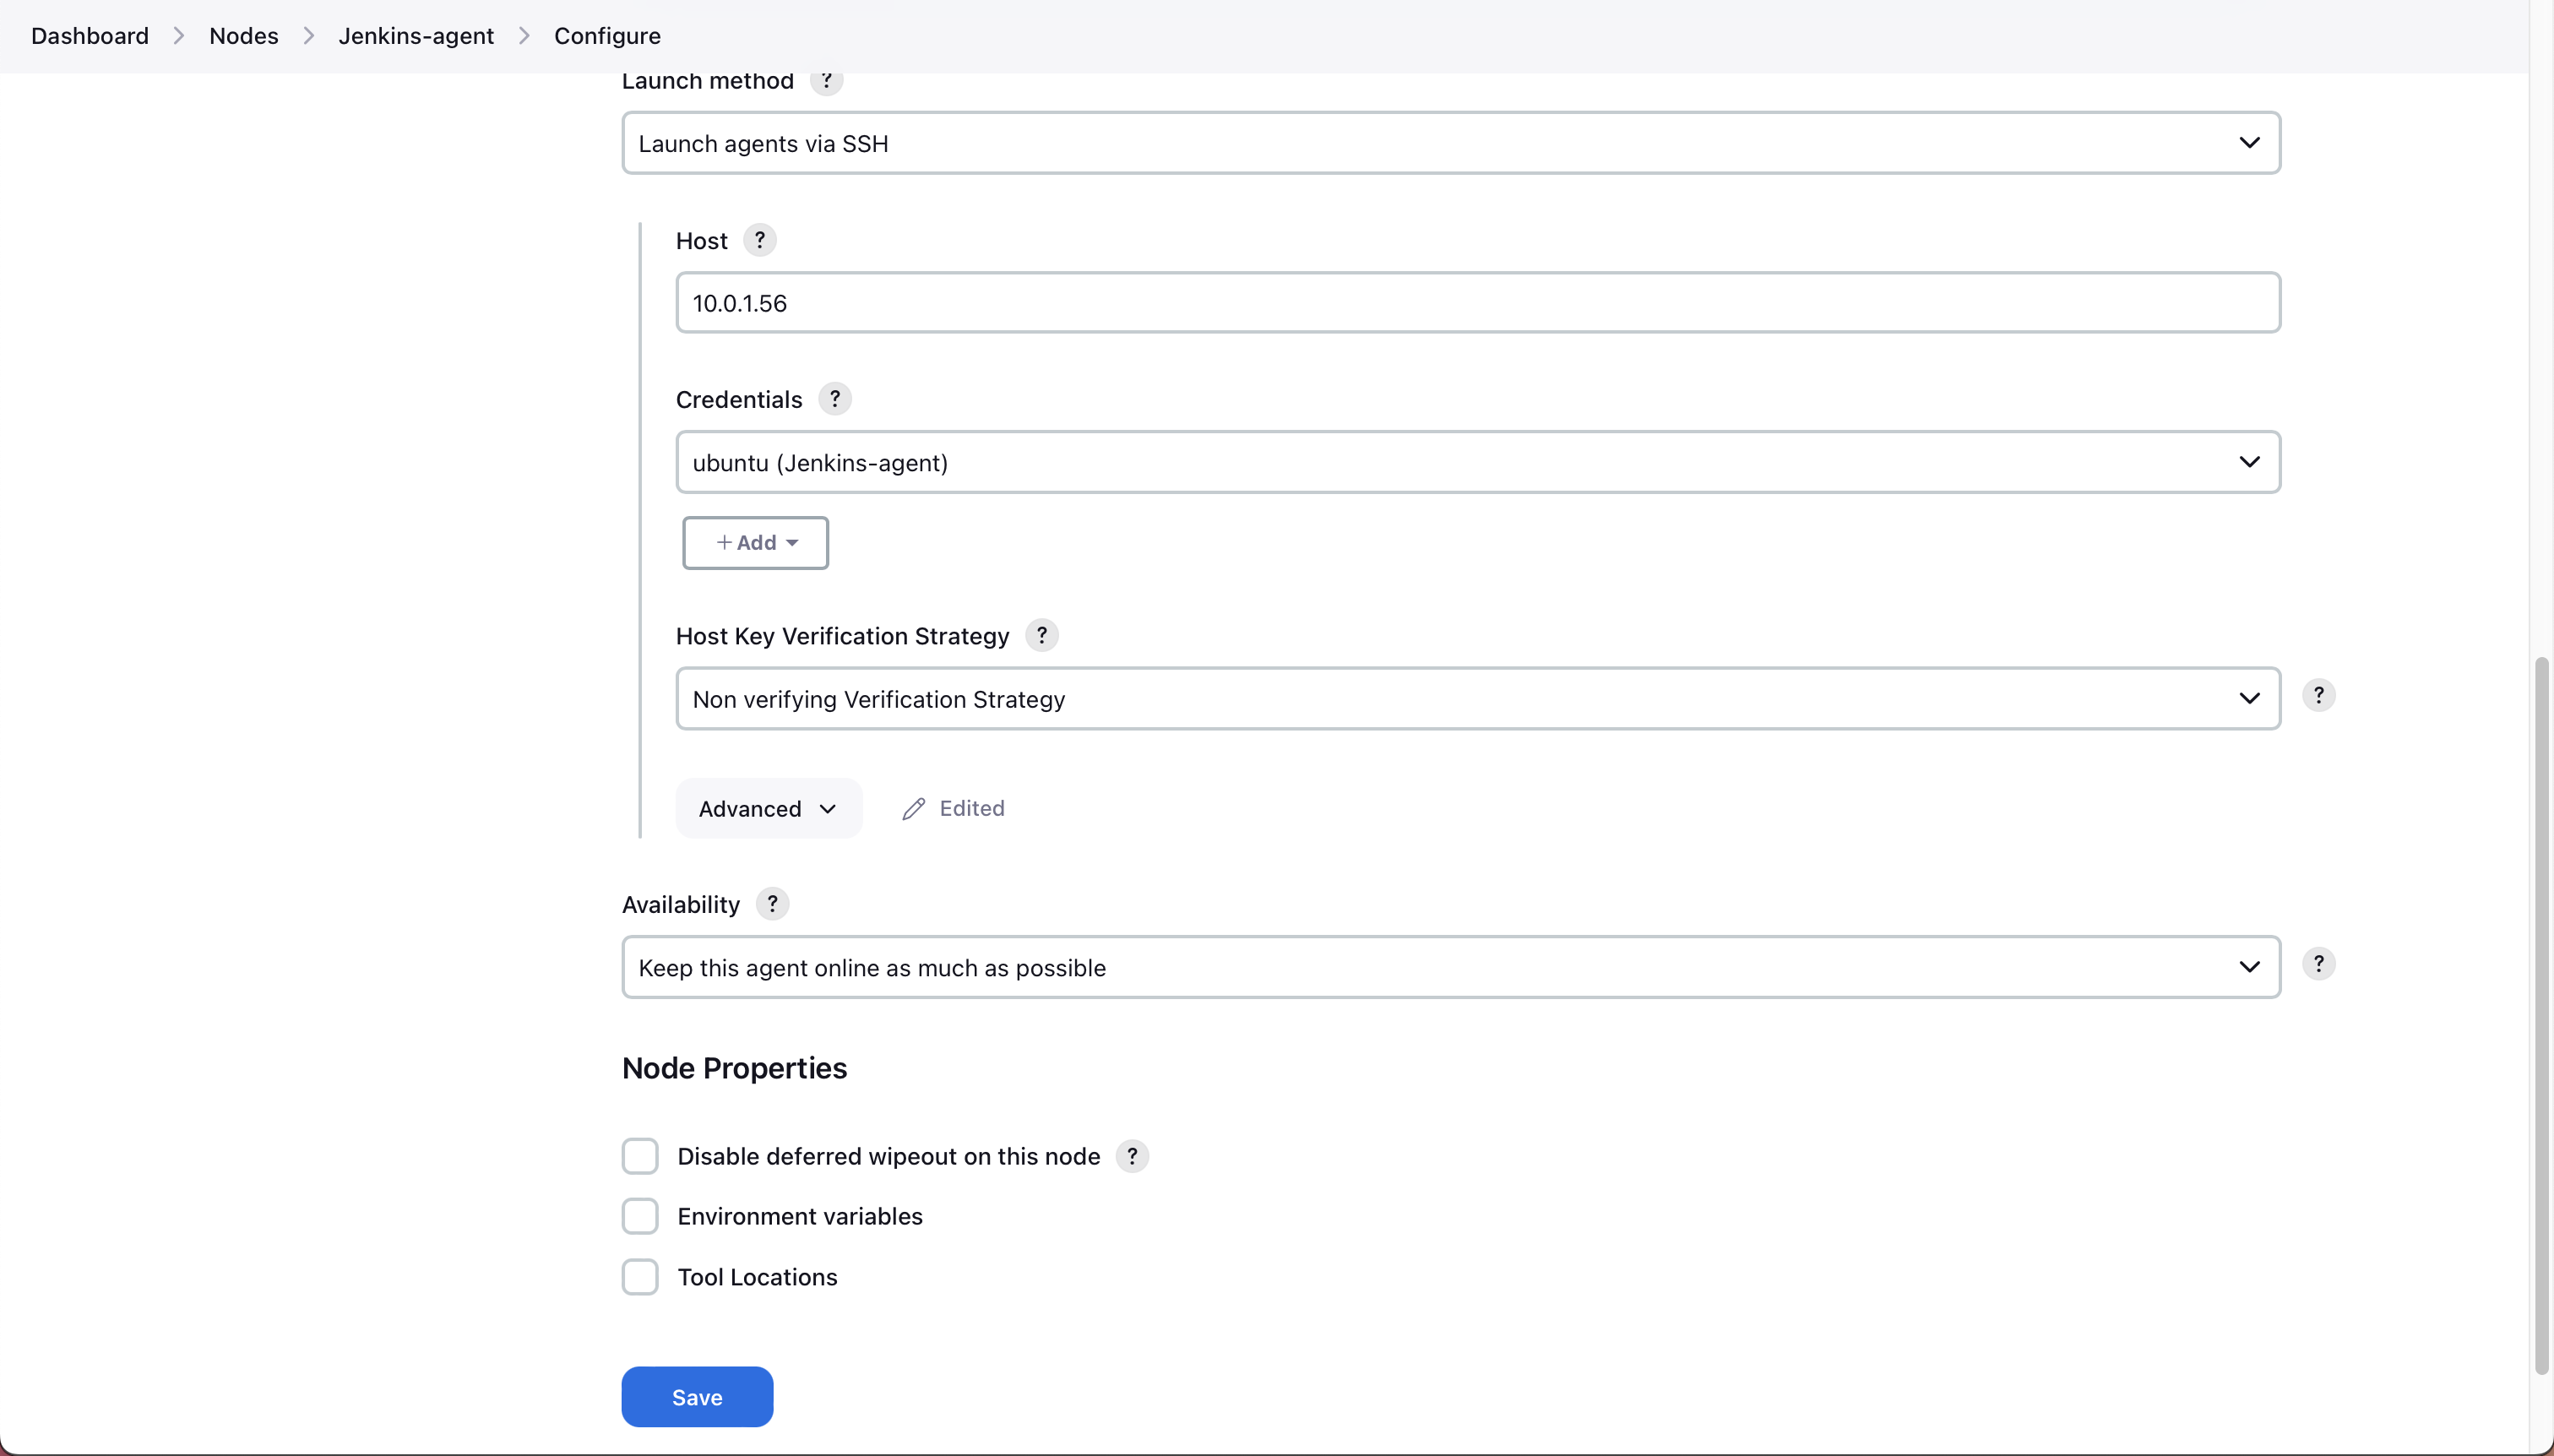 Dashboard > Nodes > Jenkins-agent > Configure
Launch method ?
Launch agents via SSH
Host ?
10.0.1.56
Credentials ?
ubuntu (Jenkins-agent)
+ Add
Host Key Verification Strategy ?
Non verifying Verification Strategy ?
Advanced Edited
Availability ?
Keep this agent online as much as possible ?
Node Properties
Disable deferred wipeout on this node ?
Environment variables
Tool Locations
Save